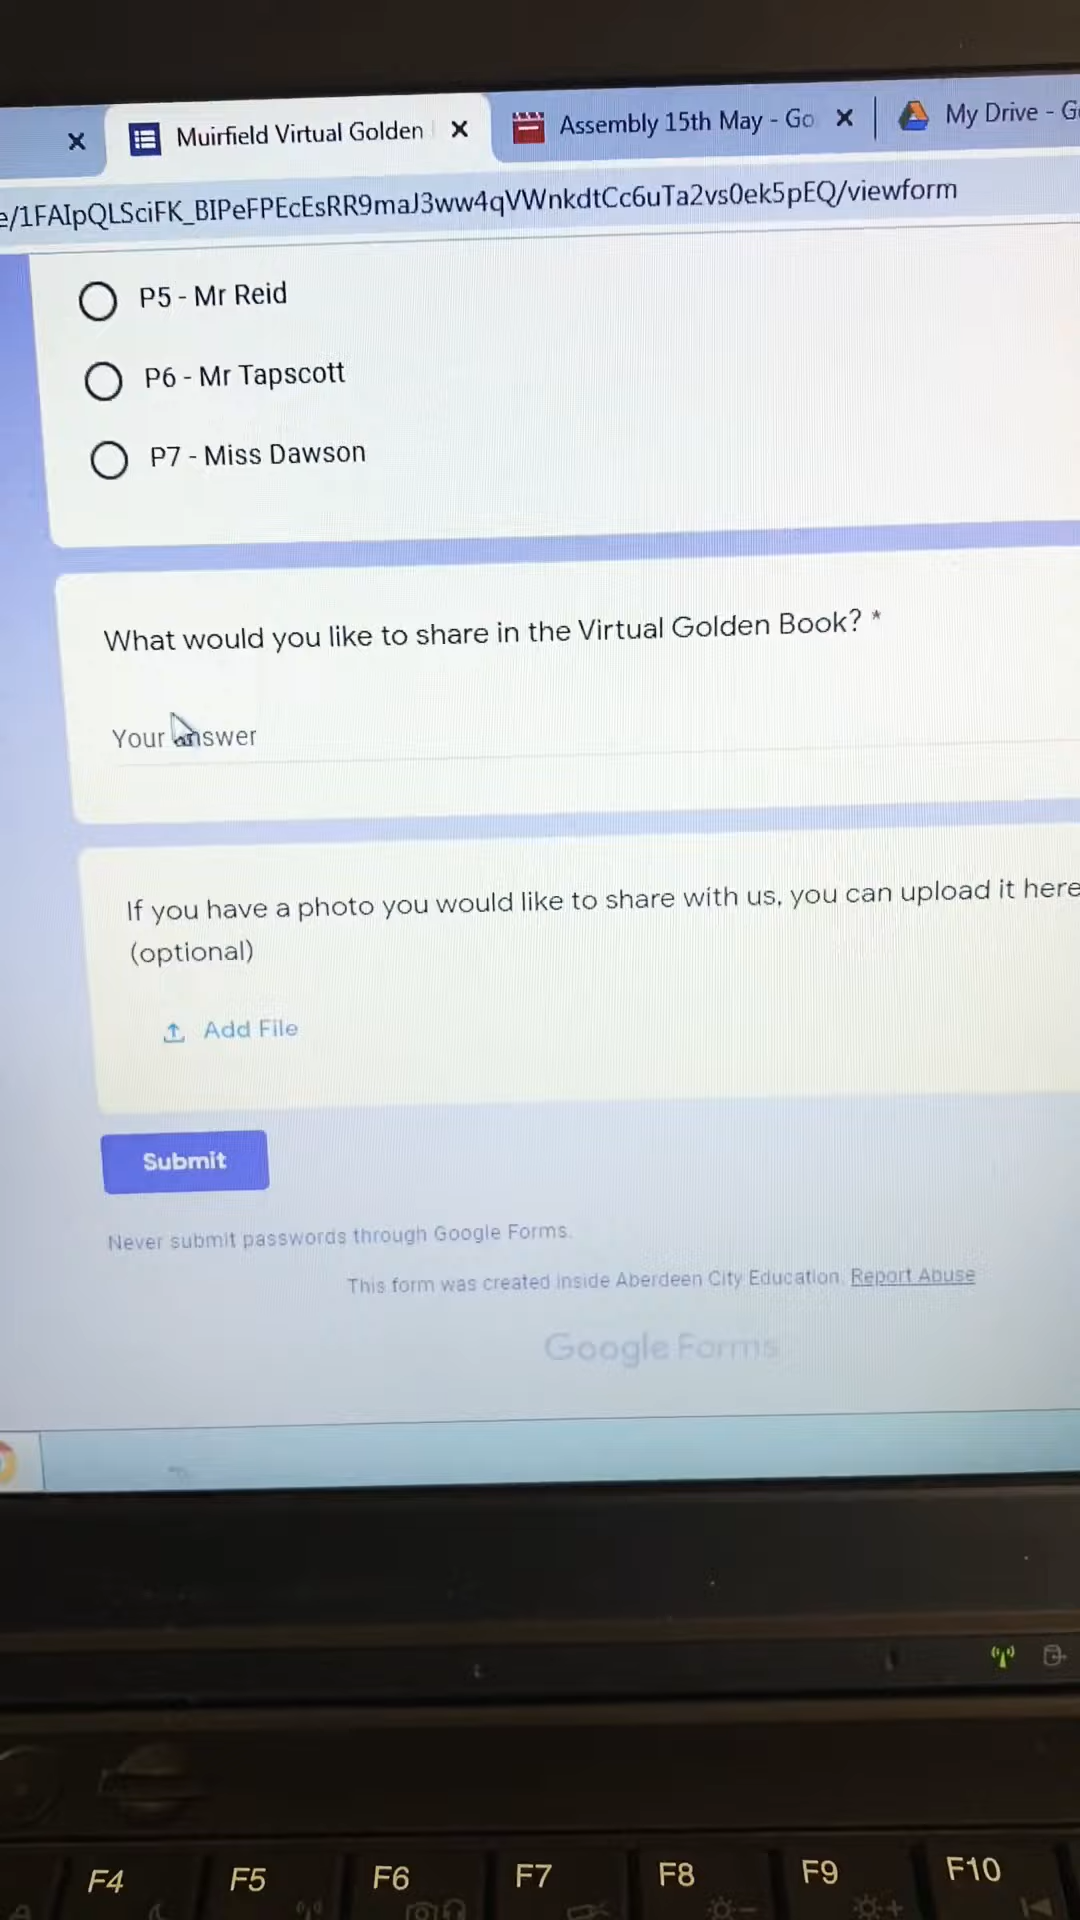 Muirfield Virtual Golden
Assembly 15th May - Go
My Drive - G
e/1FAIpQLSciFK_BIPeFPEcEsRR9maJ3ww4qVWnkdtCc6uTa2vs0ek5pEQ/viewform
P5 - Mr Reid
P6 - Mr Tapscott
P7 - Miss Dawson
What would you like to share in the Virtual Golden Book? *
Your answer
If you have a photo you would like to share with us, you can upload it here
(optional)
Add File
Submit
Never submit passwords through Google Forms.
This form was created inside Aberdeen City Education. Report Abuse
Google Forms
F4 F5 F6 F7 F8 F9 F10